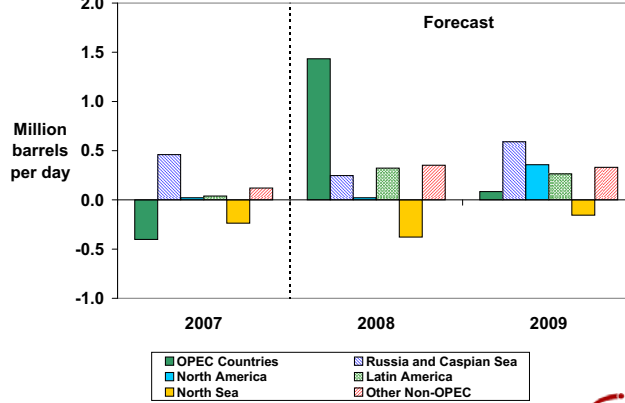 2.0
Forecast
1.5
1.0
Million
barrels
per day
0.5
0.0
-0.5
-1.0
2007 2008 2009
OPEC Countries Russia and Caspian Sea
North America Latin America
North Sea Other Non-OPEC